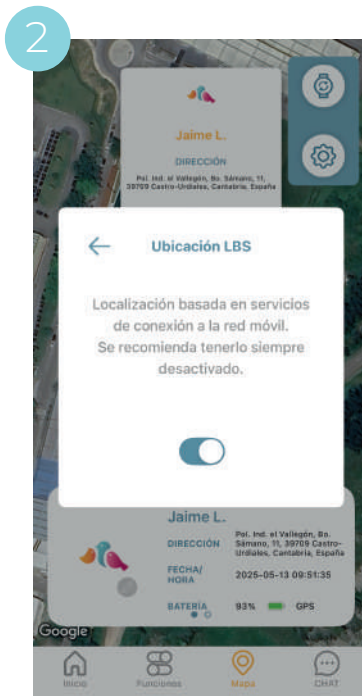 2
Jaime L.
DIRECCIÓN
Pol. Ind. el Vallegón, Bo. Sámano, 11,
39709 Castro-Urdiales, Cantabria, España
Ubicación LBS
Localización basada en servicios
de conexión a la red móvil.
Se recomienda tenerlo siempre
desactivado.
Jaime L.
DIRECCIÓN
Pol. Ind. el Vallegón, Bo.
Sámano, 11, 39709 Castro-
Urdiales, Cantabria, España
FECHA/
HORA
2025-05-13 09:51:35
BATERÍA
93%
GPS
Google
Inicio
Funciones
Mapa
CHAT